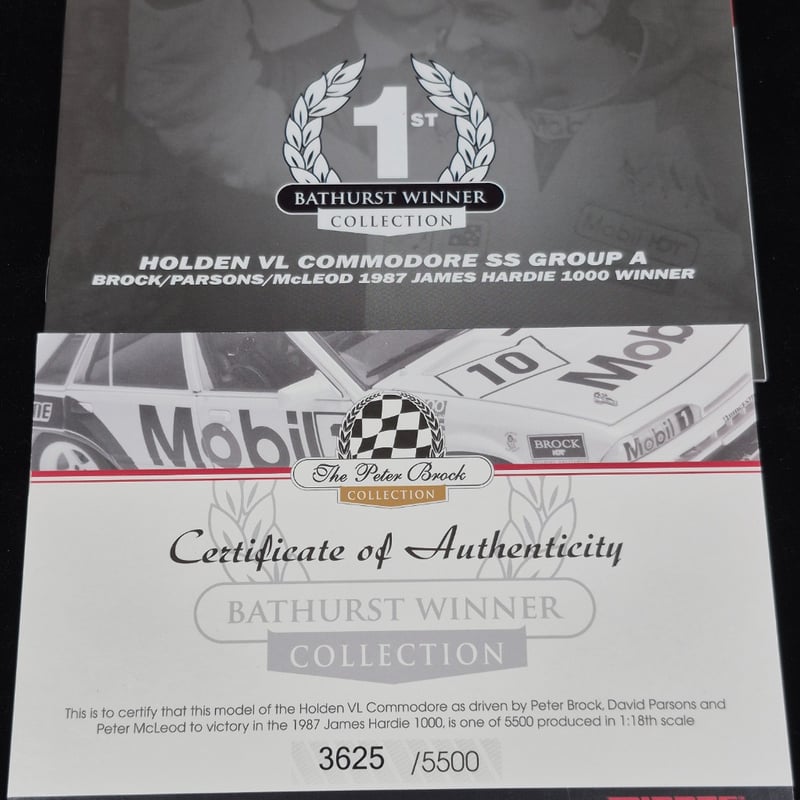 1ST
BATHURST WINNER
COLLECTION
HOLDEN VL COMMODORE SS GROUP A
BROCK/PARSONS/McLEOD 1987 JAMES HARDIE 1000 WINNER
10
Mobil
Mobil 1
BROCK
Mobil 1
The Peter Brock
COLLECTION
Certificate of Authenticity
BATHURST WINNER
COLLECTION
This is to certify that this model of the Holden VL Commodore as driven by Peter Brock, David Parsons and
Peter McLeod to victory in the 1987 James Hardie 1000, is one of 5500 produced in 1:18th scale
3625 /5500